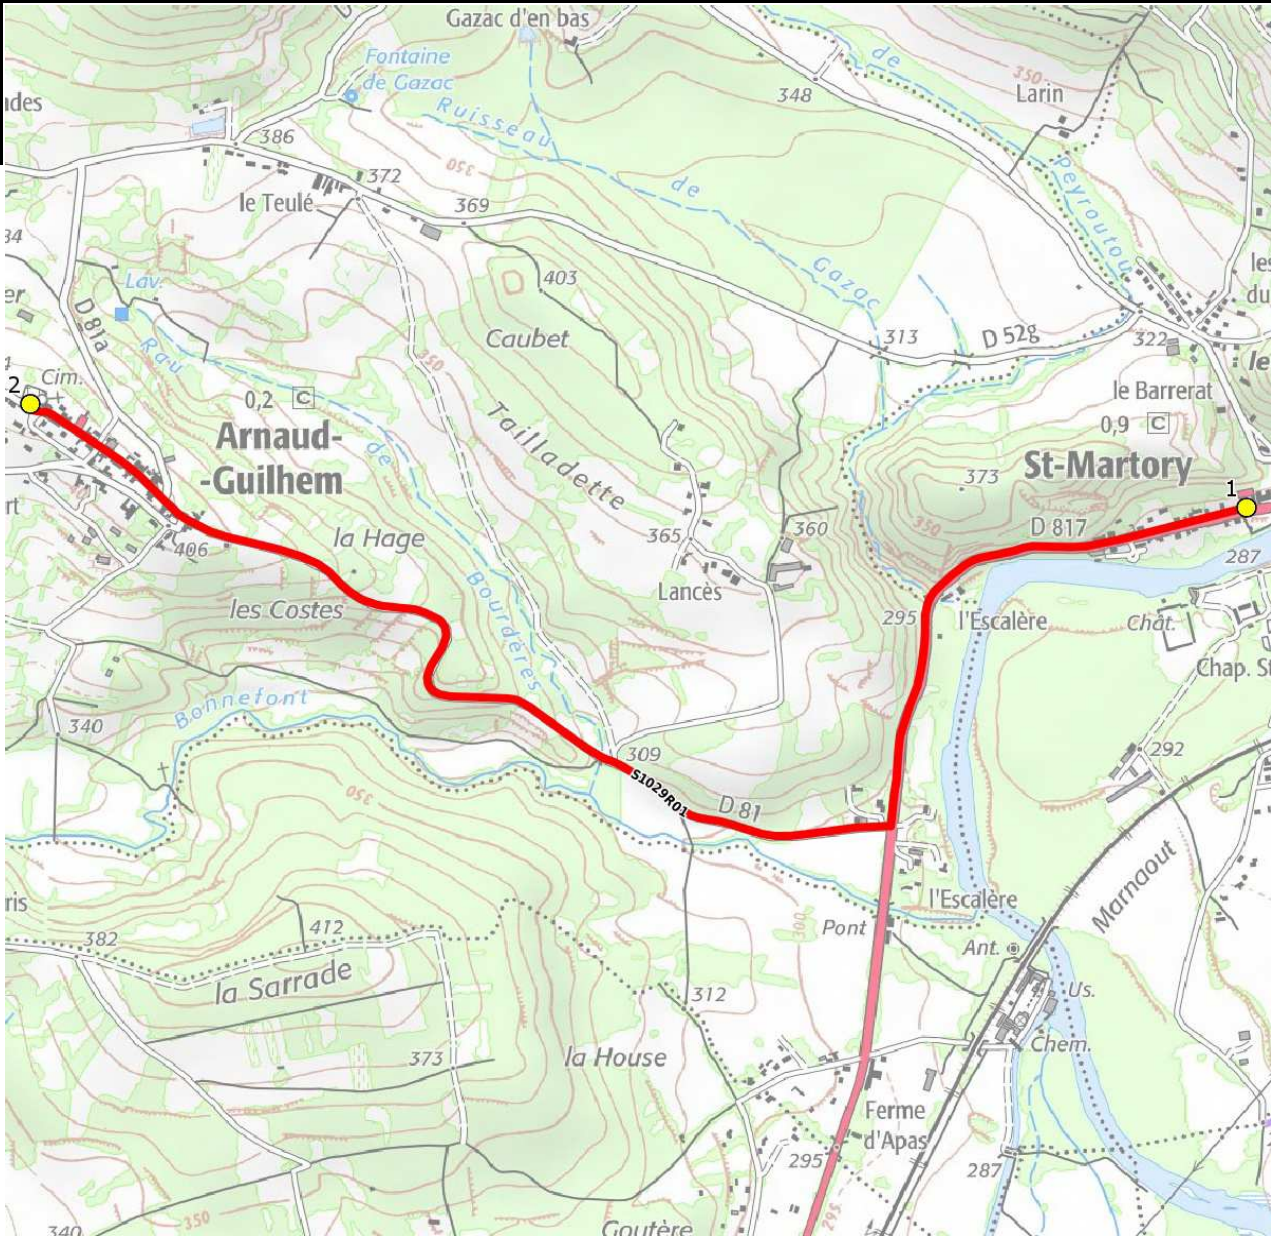 Gazac d'en bas
D
Fontaine
de Gazac
Ruisseau
de
Gazac
de
Peyroutou
348
350
Larin
386
350
372
le Teulé
369
403
Caubet
313
D 52g
322
le Barrerat
0,9 C
Lav.
D 81a
Rau
de
Bourdères
350
2
Cim.
0,2 C
Arnaud-
-Guilhem
Tailladette
St-Martory
1
373
350
D 817
287
406
la Hage
365
360
Lancès
les Costes
295
l'Escalère
Chât.
Chap. St
Bonnefont
340
309
S1029R01
D 81
292
350
Marnaout
l'Escalère
300
Pont
Ant.
382
412
la Sarrade
312
Us.
Chem.
373
la House
Ferme
d'Apas
295
287
350
295
340
Goutère